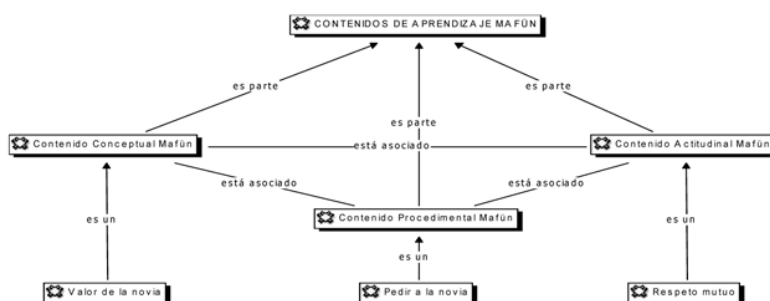 CONTENIDOS DE APRENDIZAJE MAFÜN
es parte
es parte
es parte
Contenido Conceptual Mafün
está asociado
Contenido Actitudinal Mafün
está asociado
está asociado
Contenido Procedimental Mafün
es un
es un
es un
Valor de la novia
Pedir a la novia
Respeto mutuo